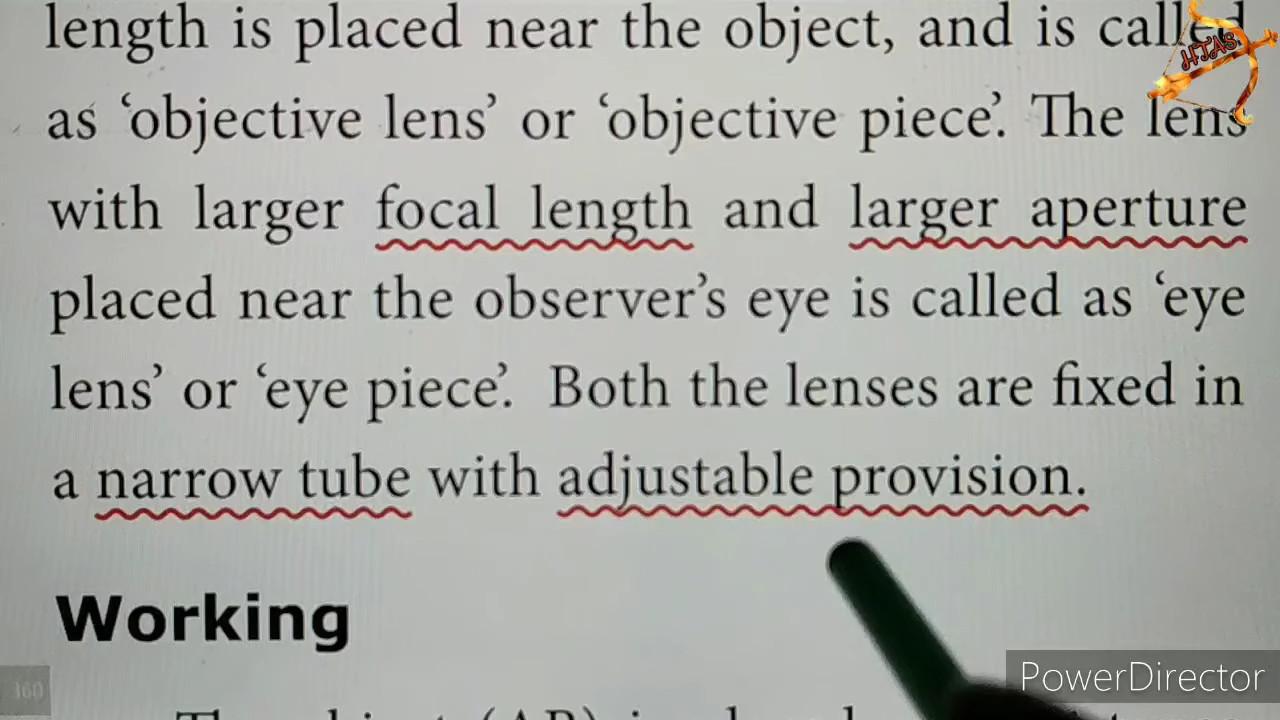 length is placed near the object, and is called
as ‘objective lens’ or ‘objective piece’. The lens
with larger focal length and larger aperture
placed near the observer’s eye is called as ‘eye
lens’ or ‘eye piece’. Both the lenses are fixed in
a narrow tube with adjustable provision.
Working
HTAS
360
PowerDirector